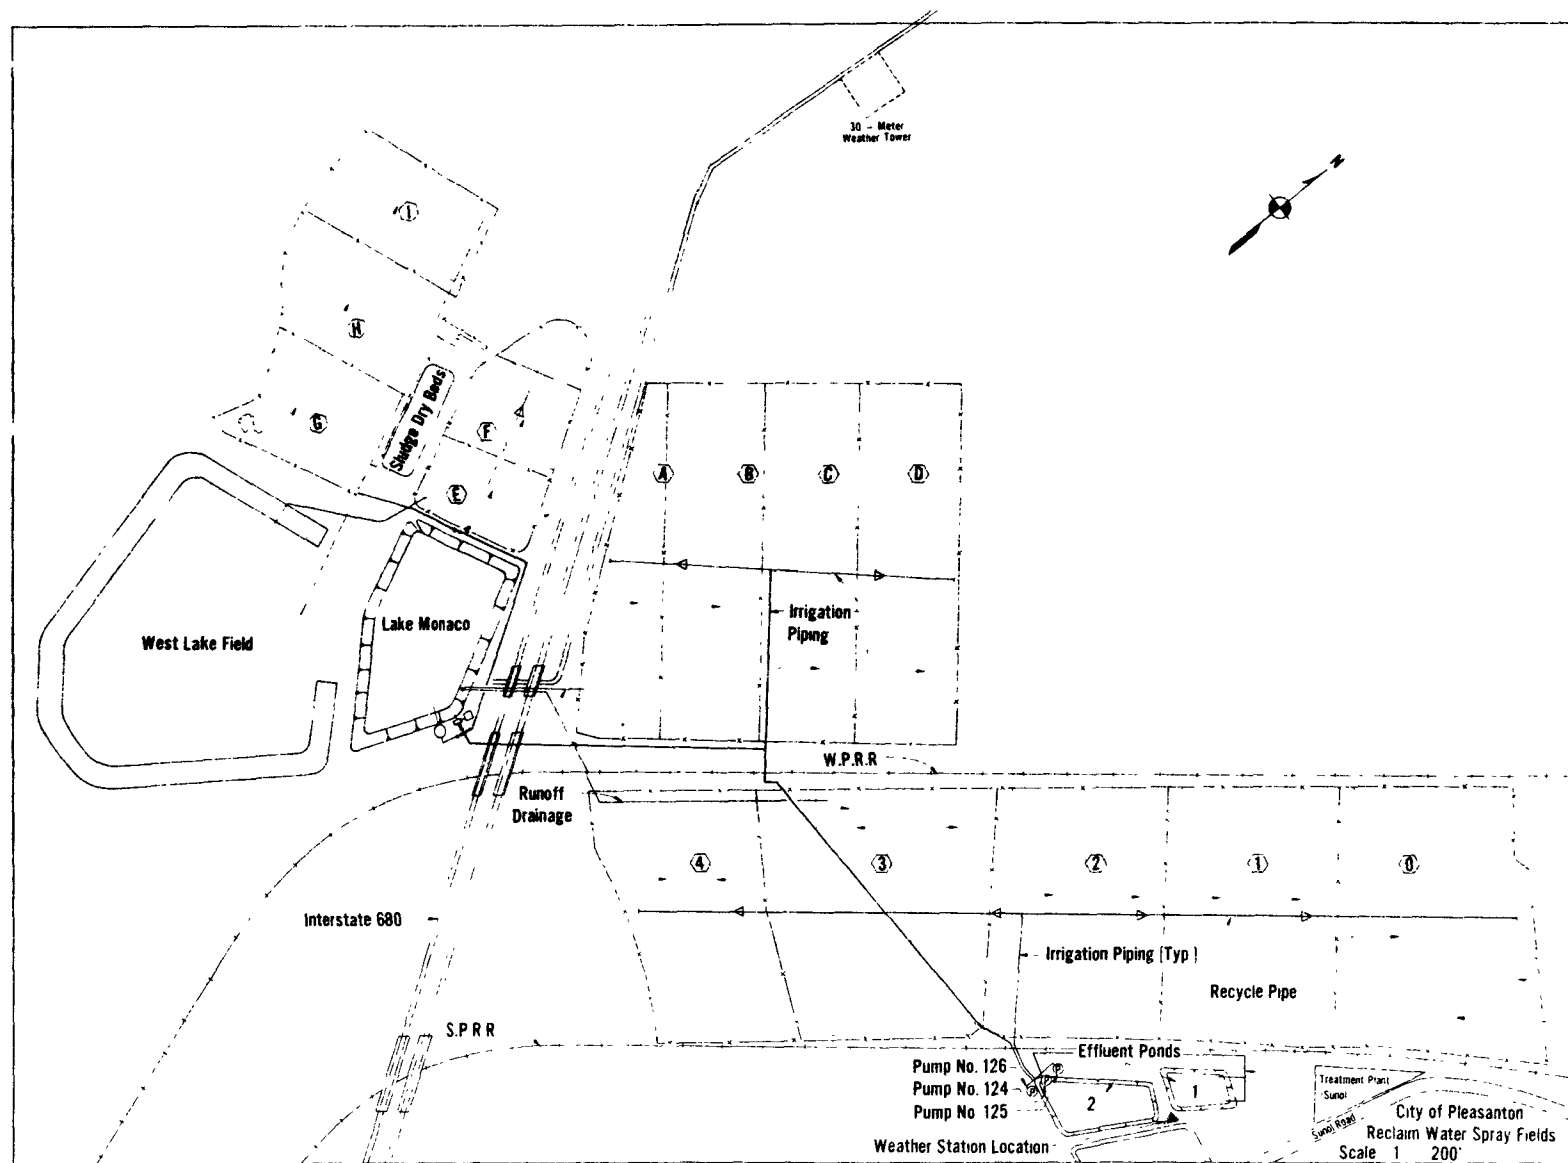 30 - Meter
Weather Tower
N
I
H
G
Sludge Dry Beds
F
E
A
B
C
D
West Lake Field
Lake Monaco
Irrigation
Piping
W.P.R.R
Runoff
Drainage
4
3
2
1
0
Interstate 680
Irrigation Piping (Typ)
Recycle Pipe
S.P R R
Effluent Ponds
Pump No. 126
Pump No. 124
Pump No 125
2
1
Treatment Plant
Sunol
Sunol Road
Weather Station Location
City of Pleasanton
Reclaim Water Spray Fields
Scale 1 200'